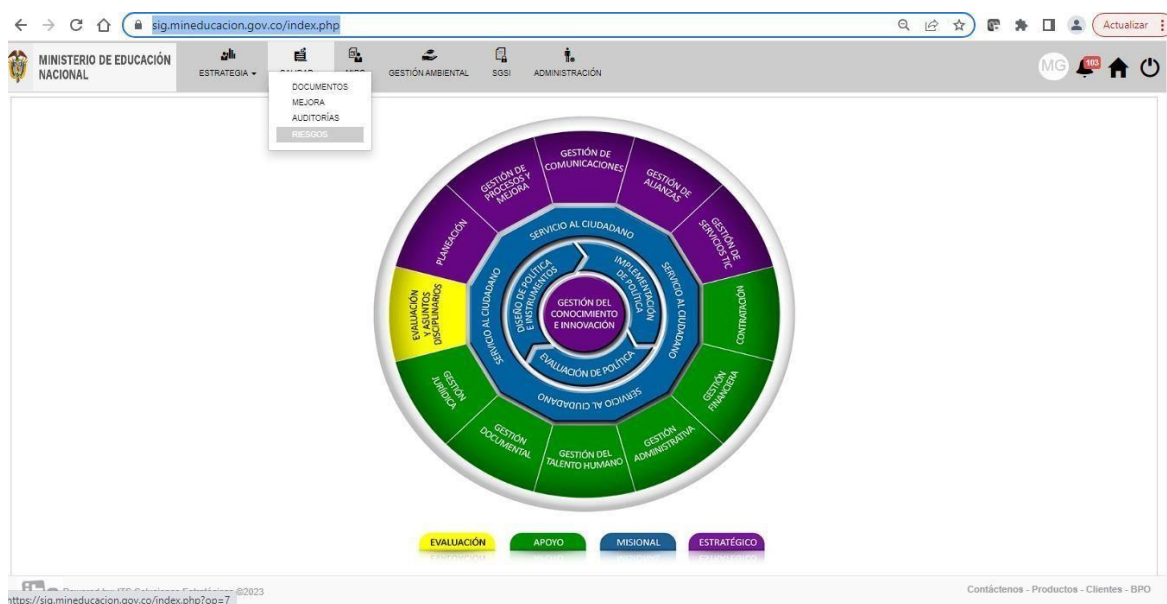 sig.mineducacion.gov.co/index.php
Actualizar
MINISTERIO DE EDUCACIÓN
NACIONAL
ESTRATEGIA
GESTIÓN AMBIENTAL
SGSI
ADMINISTRACIÓN
MG
103
DOCUMENTOS
MEJORA
AUDITORÍAS
RIESGOS
GESTIÓN DE
COMUNICACIONES
GESTIÓN DE
ALIANZAS
GESTIÓN DE
SERVICIOS TIC
CONTRATACIÓN
GESTIÓN
FINANCIERA
GESTIÓN
ADMINISTRATIVA
GESTIÓN DEL
TALENTO HUMANO
GESTIÓN
DOCUMENTAL
GESTIÓN
JURÍDICA
EVALUACIÓN
Y ASUNTOS
DISCIPLINARIOS
PLANEACIÓN
GESTIÓN DE
PROCESOS Y
MEJORA
SERVICIO AL CIUDADANO
SERVICIO AL CIUDADANO
SERVICIO AL CIUDADANO
SERVICIO AL CIUDADANO
DISEÑO DE POLÍTICA
E INSTRUMENTOS
IMPLEMENTACIÓN
DE POLÍTICA
EVALUACIÓN DE POLÍTICA
GESTIÓN DEL
CONOCIMIENTO
E INNOVACIÓN
EVALUACIÓN
APOYO
MISIONAL
ESTRATÉGICO
©2023
Contáctenos - Productos - Clientes - BPO
https://sig.mineducacion.gov.co/index.php?op=7